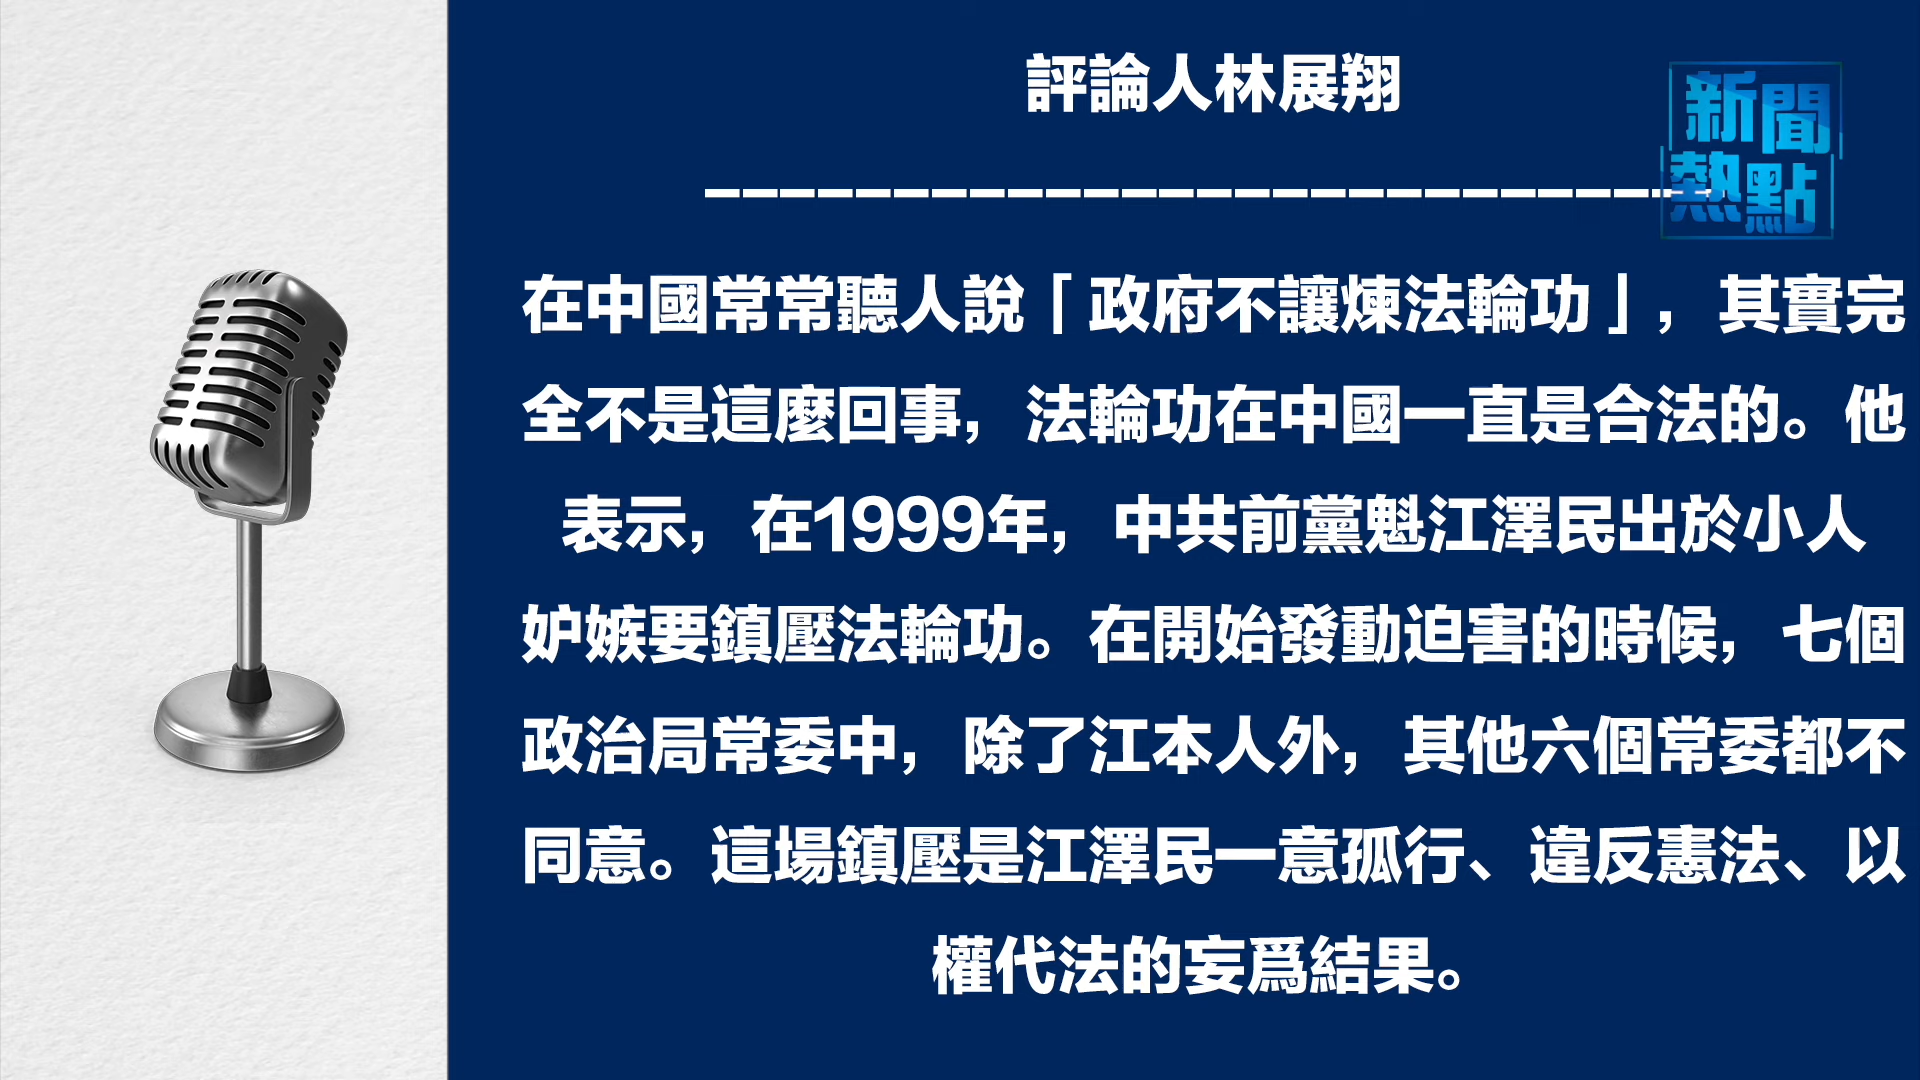 評論人林展翔
新聞
熱點
在中國常常聽人說「政府不讓煉法輪功」，其實完
全不是這麼回事，法輪功在中國一直是合法的。他
表示，在1999年，中共前黨魁江澤民出於小人
妒嫉要鎮壓法輪功。在開始發動迫害的時候，七個
政治局常委中，除了江本人外，其他六個常委都不
同意。這場鎮壓是江澤民一意孤行、違反憲法、以
權代法的妄爲結果。